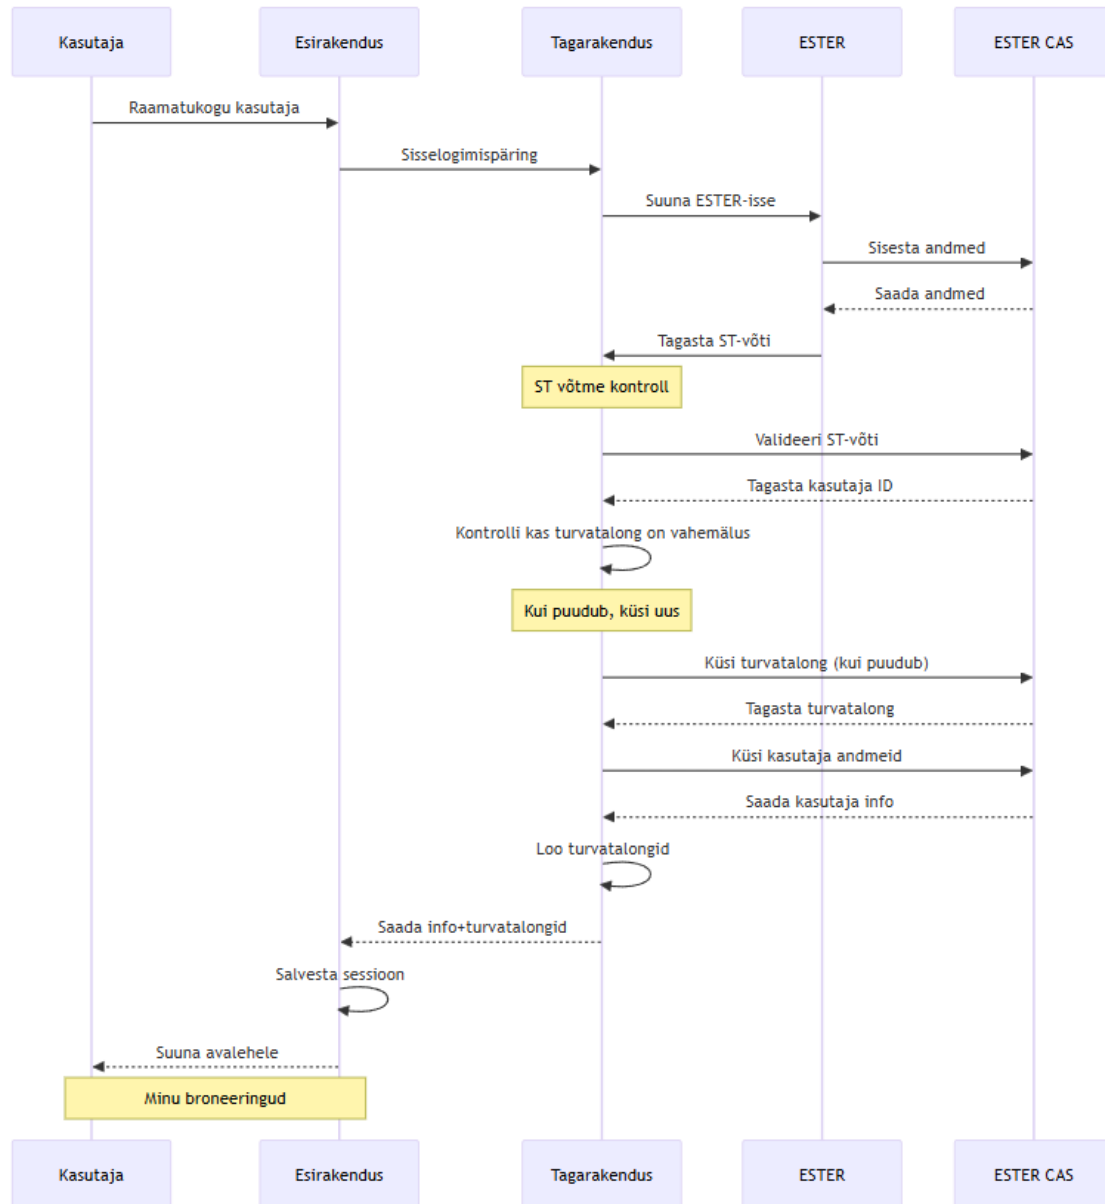 Kasutaja
Esirakendus
Tagarakendus
ESTER
ESTER CAS
Raamatukogu kasutaja
Sisselogimispäring
Suuna ESTER-isse
Sisesta andmed
Saada andmed
Tagasta ST-võti
ST võtme kontroll
Valideeri ST-võti
Tagasta kasutaja ID
Kontrolli kas turvatalong on vahemälus
Kui puudub, küsi uus
Küsi turvatalong (kui puudub)
Tagasta turvatalong
Küsi kasutaja andmeid
Saada kasutaja info
Loo turvatalongid
Saada info+turvatalongid
Salvesta sessioon
Suuna avalehele
Minu broneeringud
Kasutaja
Esirakendus
Tagarakendus
ESTER
ESTER CAS